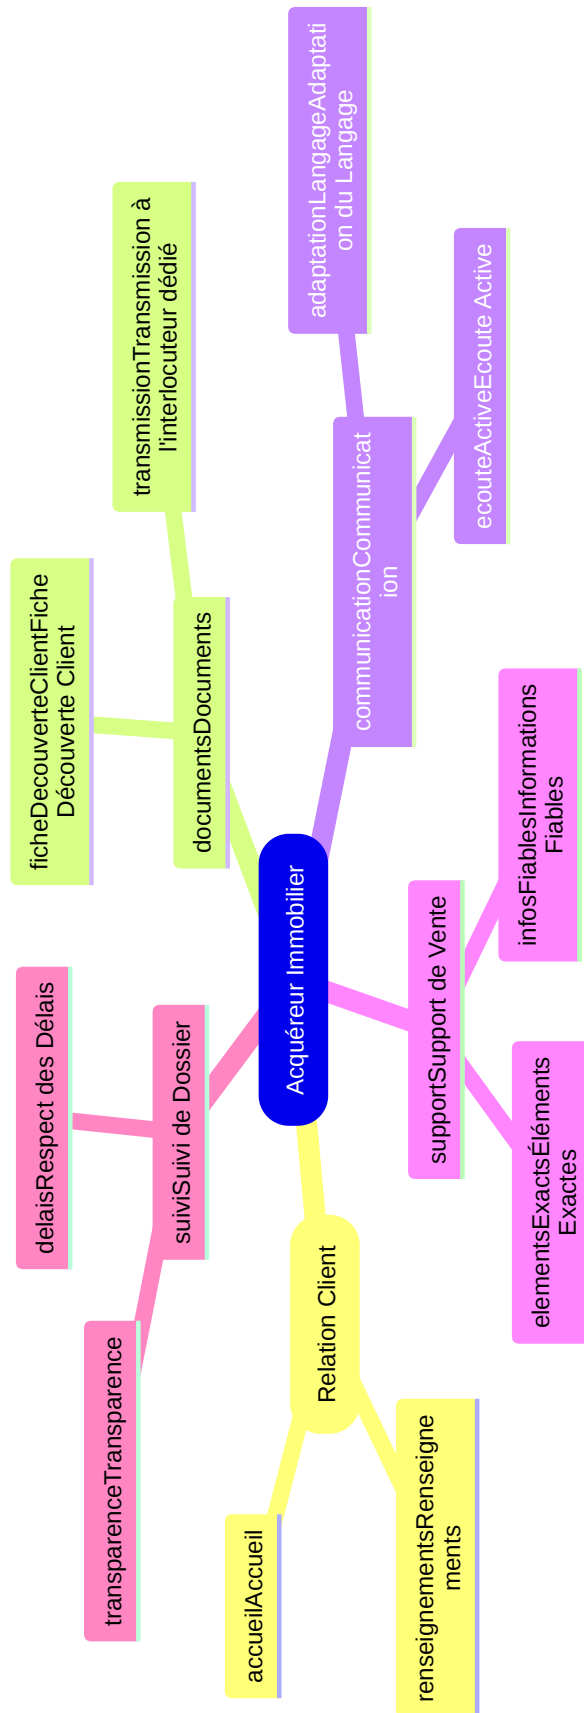 ficheDecouverteClientFiche
Découverte Client
transmissionTransmission à
l'interlocuteur dédié
documentsDocuments
adaptationLangageAdaptati
on du Langage
communicationCommunicat
ion
ecouteActiveEcoute Active
delaisRespect des Délais
suiviSuivi de Dossier
transparenceTransparence
Acquéreur Immobilier
supportSupport de Vente
infosFiablesInformations
Fiables
elementsExactsÉléments
Exactes
Relation Client
accueilAccueil
renseignementsRenseigne
ments